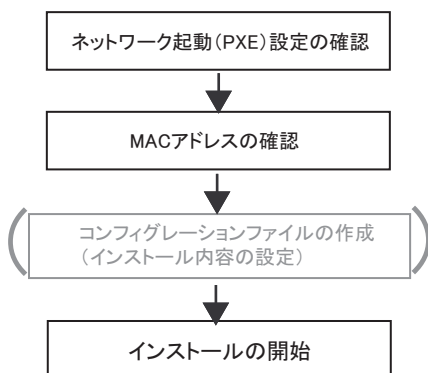 ネットワーク起動(PXE)設定の確認
MACアドレスの確認
コンフィグレーションファイルの作成
(インストール内容の設定)
インストールの開始